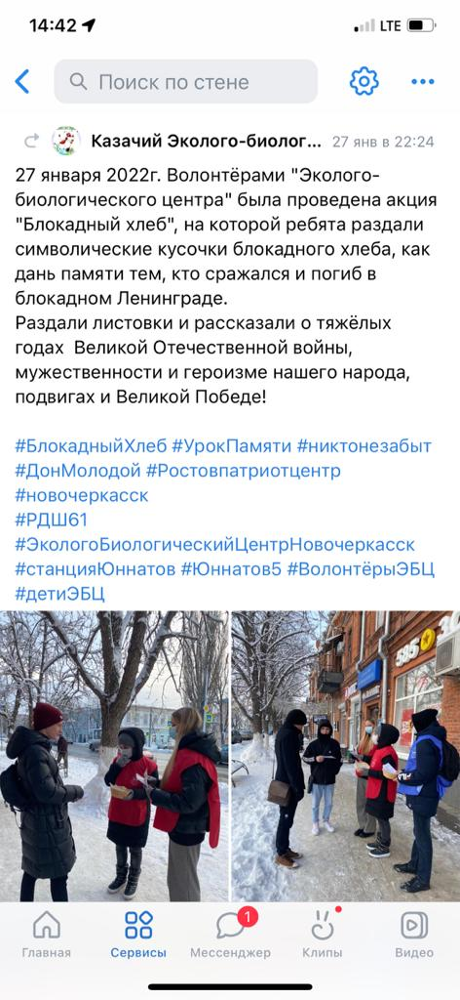 14:42
LTE
Поиск по стене
Казачий Эколого-биолог...
27 янв в 22:24
27 января 2022г. Волонтёрами "Эколого-
биологического центра" была проведена акция
"Блокадный хлеб", на которой ребята раздали
символические кусочки блокадного хлеба, как
дань памяти тем, кто сражался и погиб в
блокадном Ленинграде.
Раздали листовки и рассказали о тяжёлых
годах Великой Отечественной войны,
мужественности и героизме нашего народа,
подвигах и Великой Победе!
#БлокадныйХлеб #УрокПамяти #никтонезабыт
#ДонМолодой #Ростовпатриотцентр
#новочеркасск
#РДШ61
#ЭкологоБиологическийЦентрНовочеркасск
#станцияЮннатов #Юннатов5 #ВолонтёрыЭБЦ
#детиЭБЦ
585
1
Главная
Сервисы
Мессенджер
Клипы
Видео